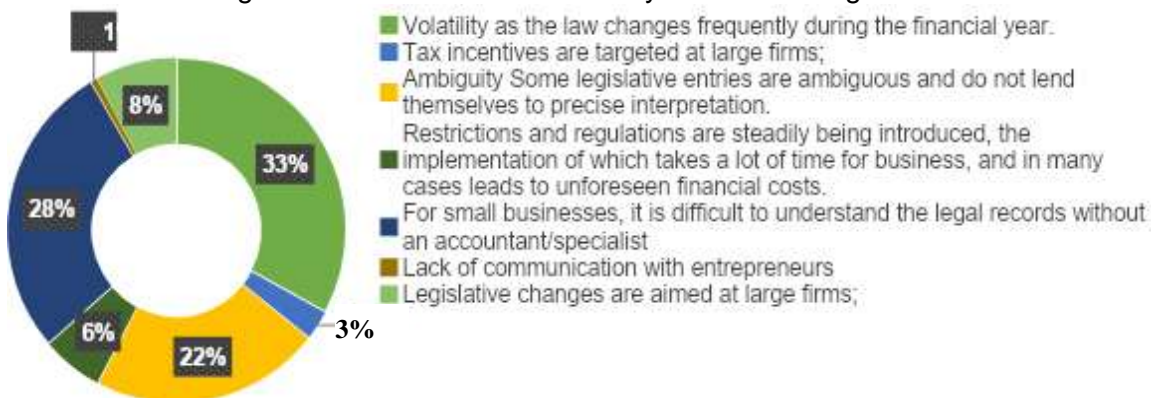 1
8%
33%
28%
6%
22%
3%
Volatility as the law changes frequently during the financial year.
Tax incentives are targeted at large firms;
Ambiguity Some legislative entries are ambiguous and do not lend
themselves to precise interpretation.
Restrictions and regulations are steadily being introduced, the
implementation of which takes a lot of time for business, and in many
cases leads to unforeseen financial costs.
For small businesses, it is difficult to understand the legal records without
an accountant/specialist
Lack of communication with entrepreneurs
Legislative changes are aimed at large firms;